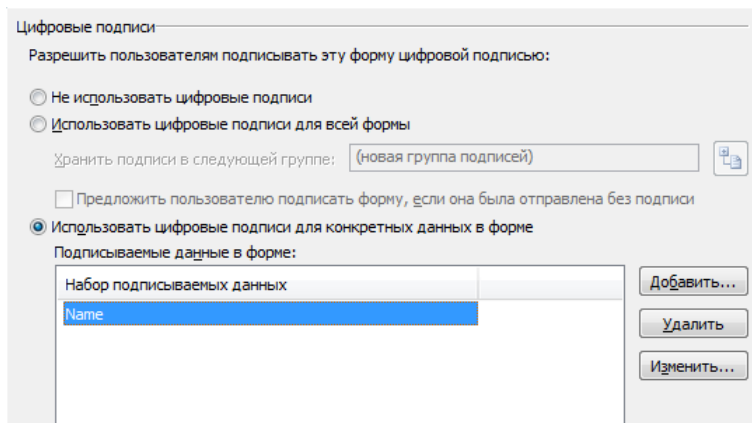 Цифровые подписи
Разрешить пользователям подписывать эту форму цифровой подписью:
Не использовать цифровые подписи
Использовать цифровые подписи для всей формы
Хранить подписи в следующей группе: (новая группа подписей)
Предложить пользователю подписать форму, если она была отправлена без подписи
Использовать цифровые подписи для конкретных данных в форме
Подписываемые данные в форме:
Набор подписываемых данных
Добавить...
Name
Удалить
Изменить...